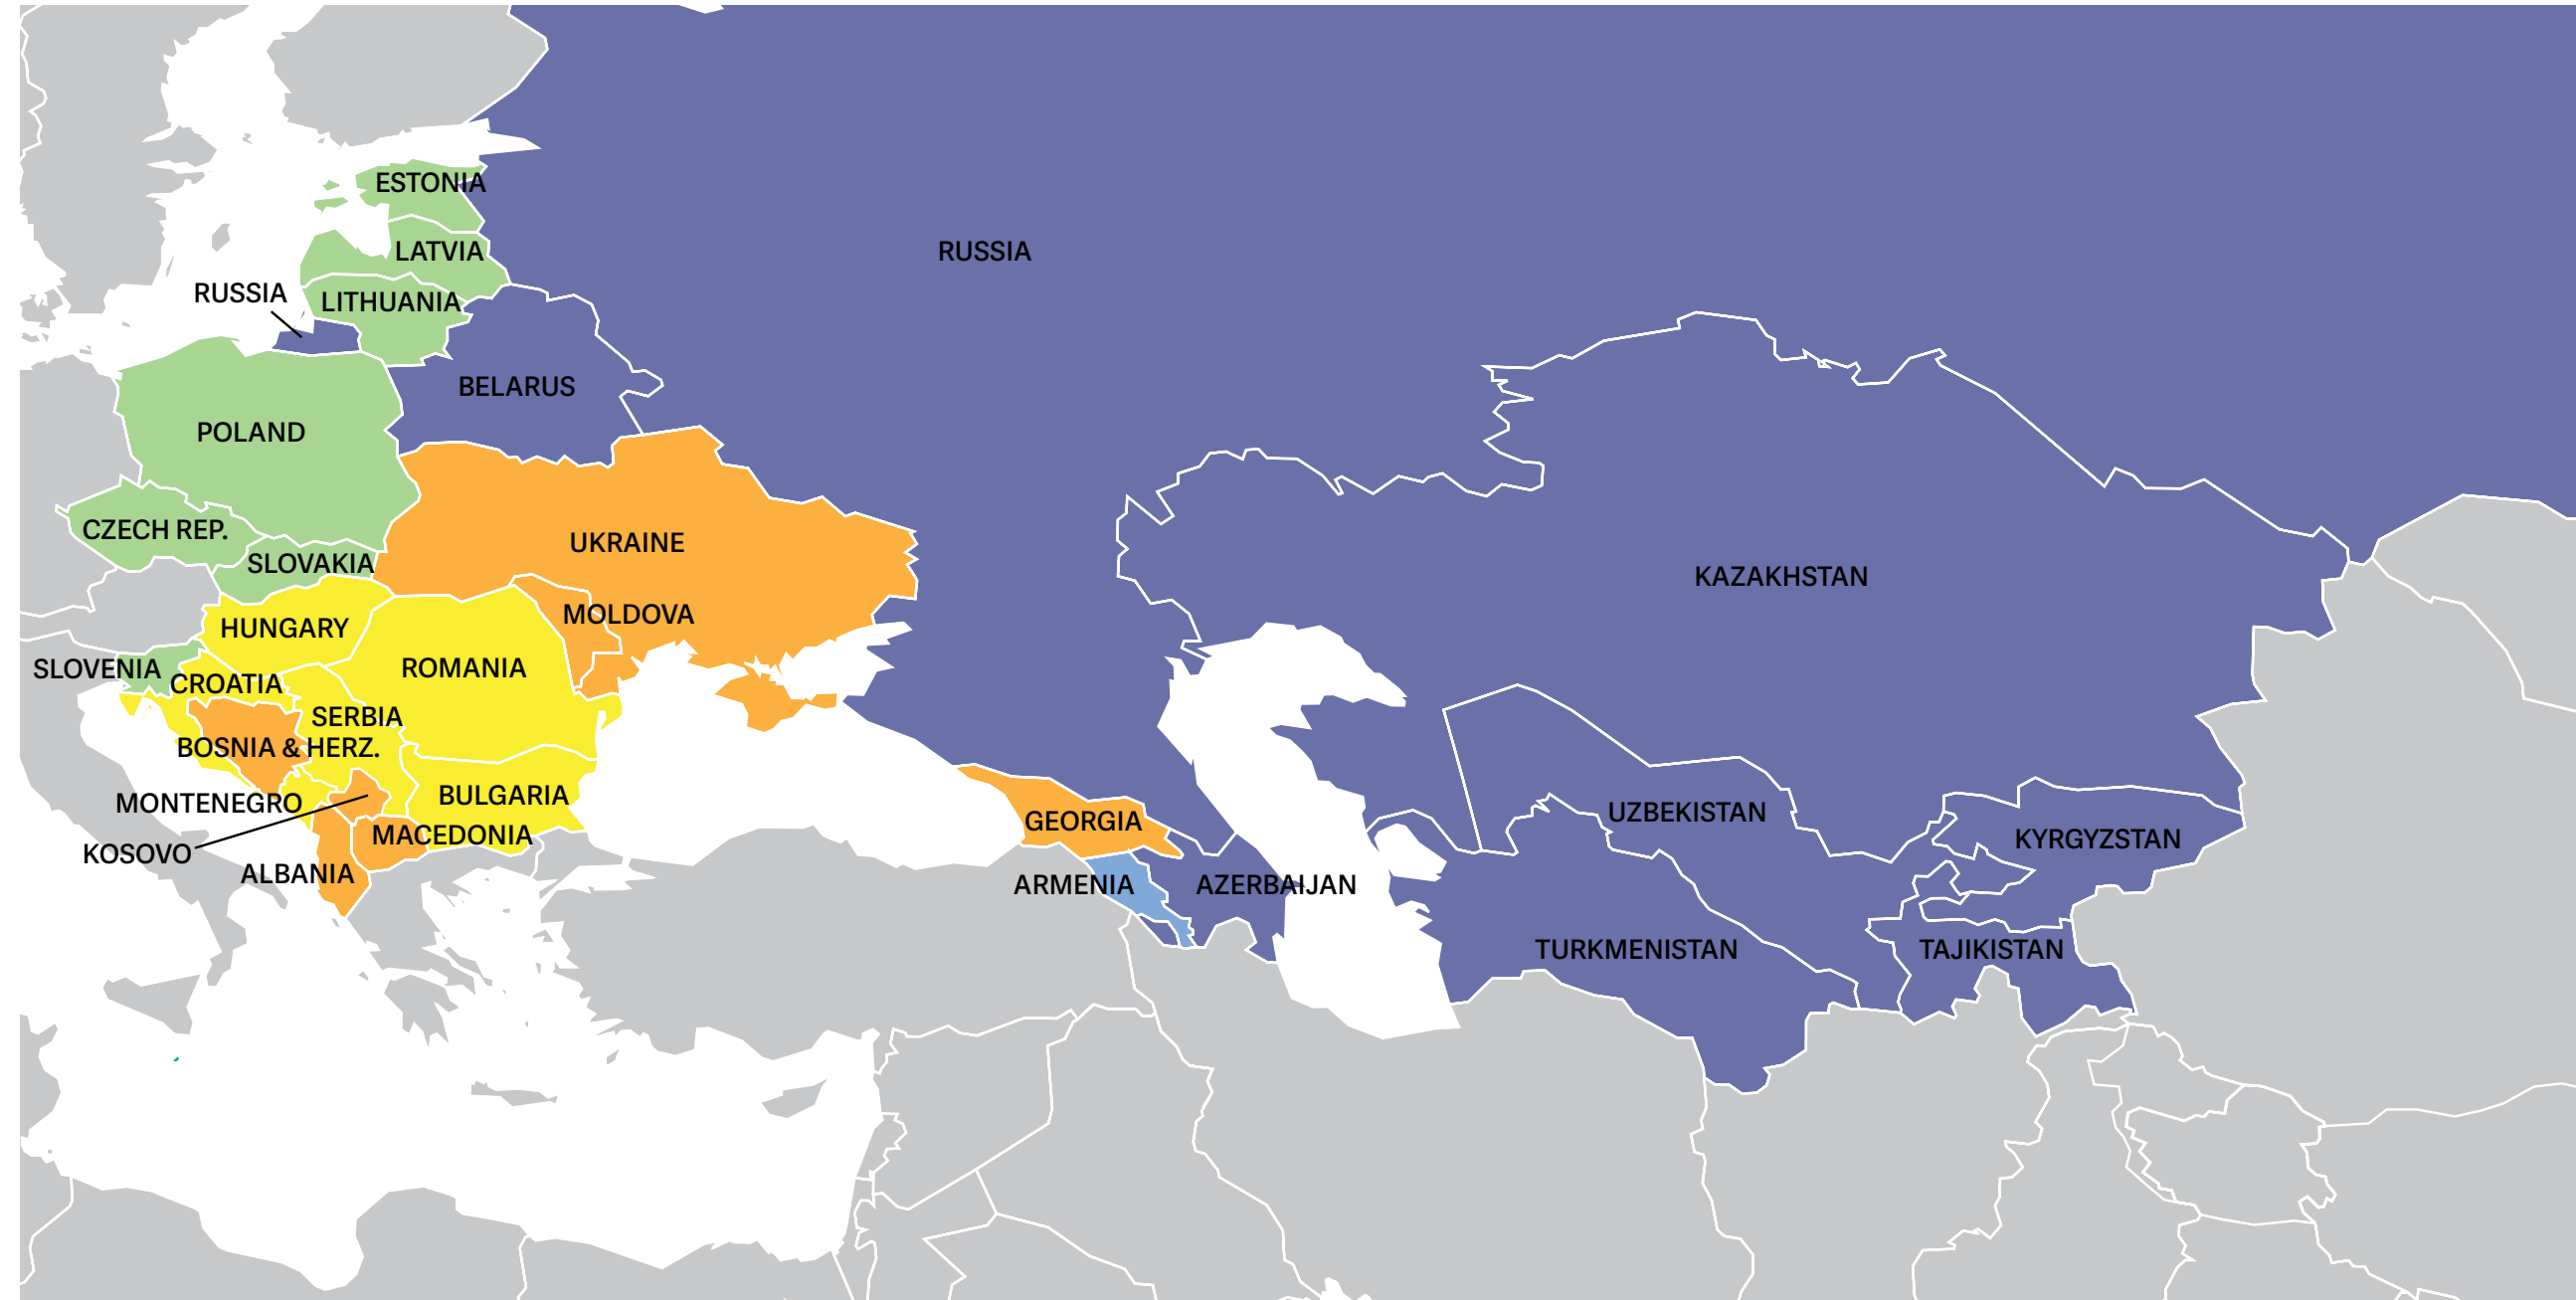 ESTONIA
LATVIA
RUSSIA
RUSSIA
LITHUANIA
BELARUS
POLAND
CZECH REP.
UKRAINE
SLOVAKIA
KAZAKHSTAN
MOLDOVA
HUNGARY
SLOVENIA
ROMANIA
CROATIA
SERBIA
BOSNIA & HERZ.
BULGARIA
MONTENEGRO
UZBEKISTAN
GEORGIA
MACEDONIA
KYRGYZSTAN
KOSOVO
ALBANIA
ARMENIA
AZERBAIJAN
TURKMENISTAN
TAJIKISTAN